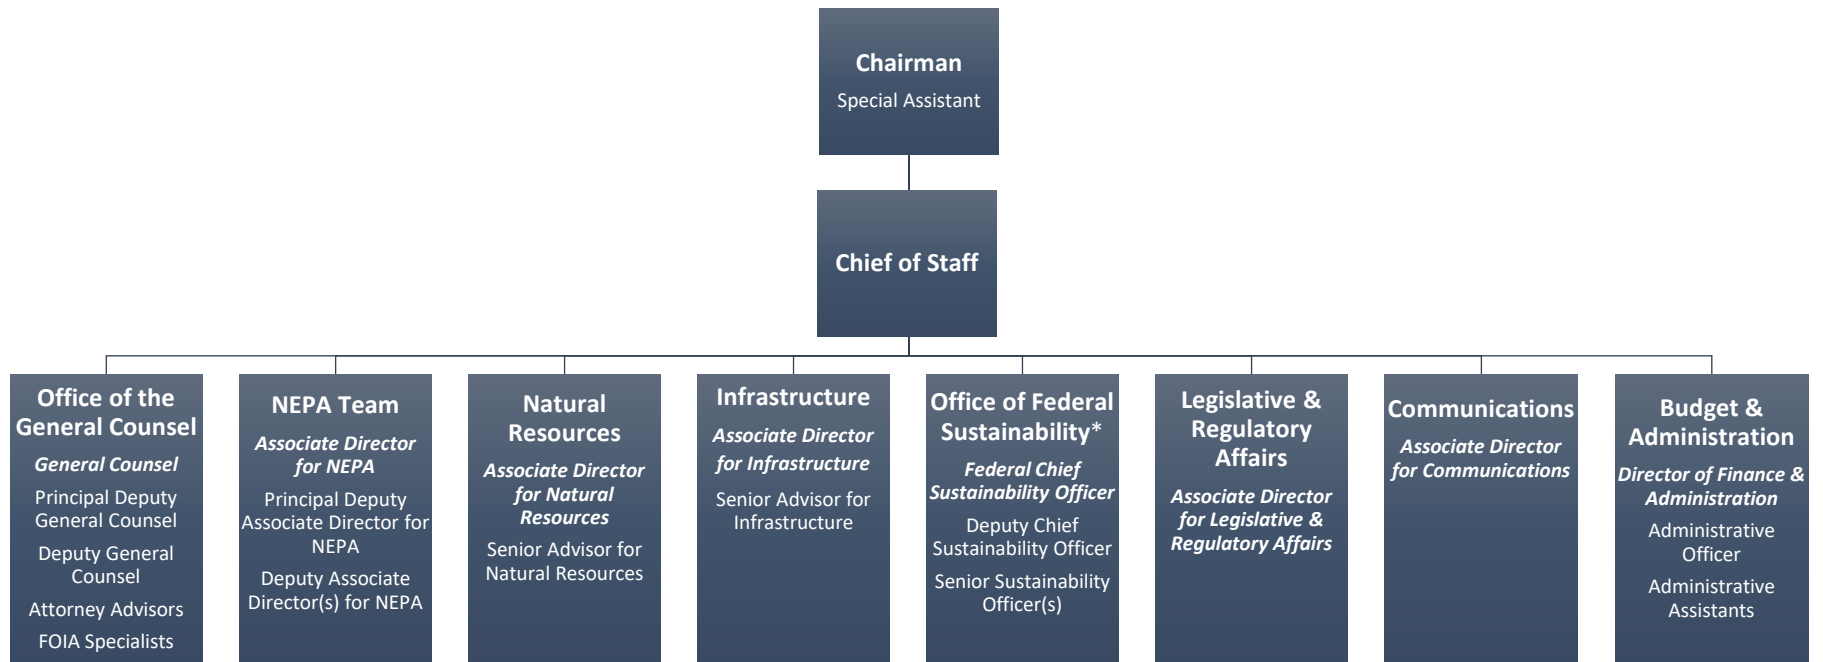 Chairman
Special Assistant
Chief of Staff
Office of the
General Counsel
General Counsel
Principal Deputy
General Counsel
Deputy General
Counsel
Attorney Advisors
FOIA Specialists
NEPA Team
Associate Director
for NEPA
Principal Deputy
Associate Director for
NEPA
Deputy Associate
Director(s) for NEPA
Natural
Resources
Associate Director
for Natural
Resources
Senior Advisor for
Natural Resources
Infrastructure
Associate Director
for Infrastructure
Senior Advisor for
Infrastructure
Office of Federal
Sustainability*
Federal Chief
Sustainability Officer
Deputy Chief
Sustainability Officer
Senior Sustainability
Officer(s)
Legislative &
Regulatory
Affairs
Associate Director
for Legislative &
Regulatory Affairs
Communications
Associate Director
for Communications
Budget &
Administration
Director of Finance &
Administration
Administrative
Officer
Administrative
Assistants